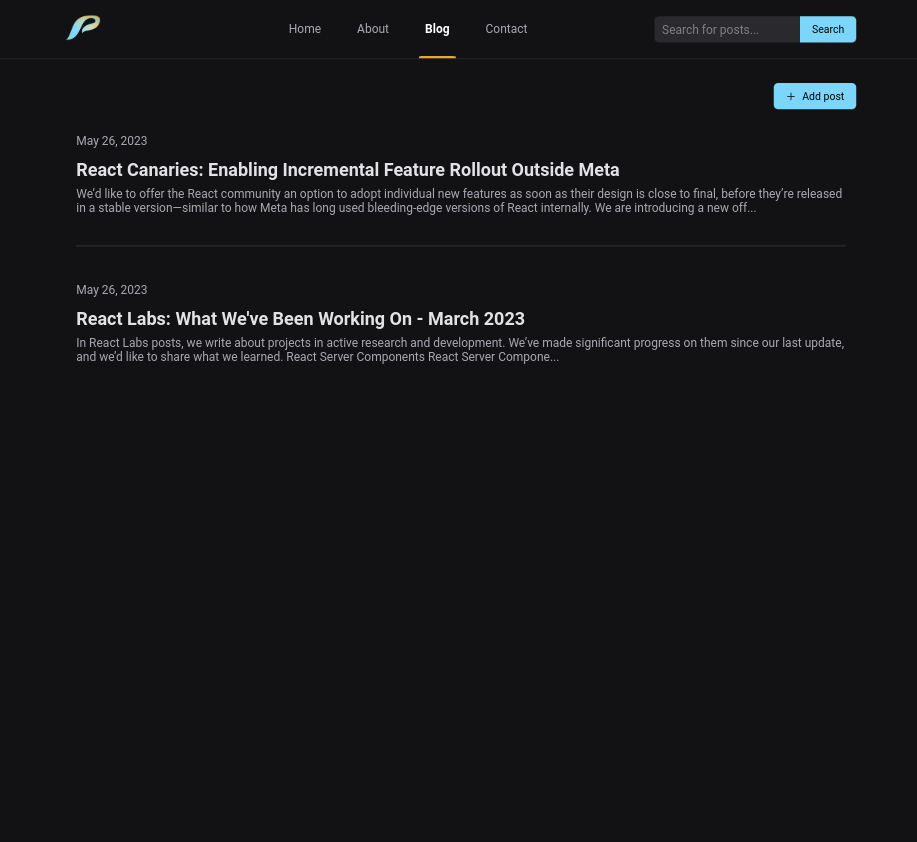 Home About Blog Contact Search for posts... Search
+ Add post
May 26, 2023
React Canaries: Enabling Incremental Feature Rollout Outside Meta
We’d like to offer the React community an option to adopt individual new features as soon as their design is close to final, before they’re released
in a stable version—similar to how Meta has long used bleeding-edge versions of React internally. We are introducing a new off...
May 26, 2023
React Labs: What We've Been Working On - March 2023
In React Labs posts, we write about projects in active research and development. We’ve made significant progress on them since our last update,
and we’d like to share what we learned. React Server Components React Server Compone...